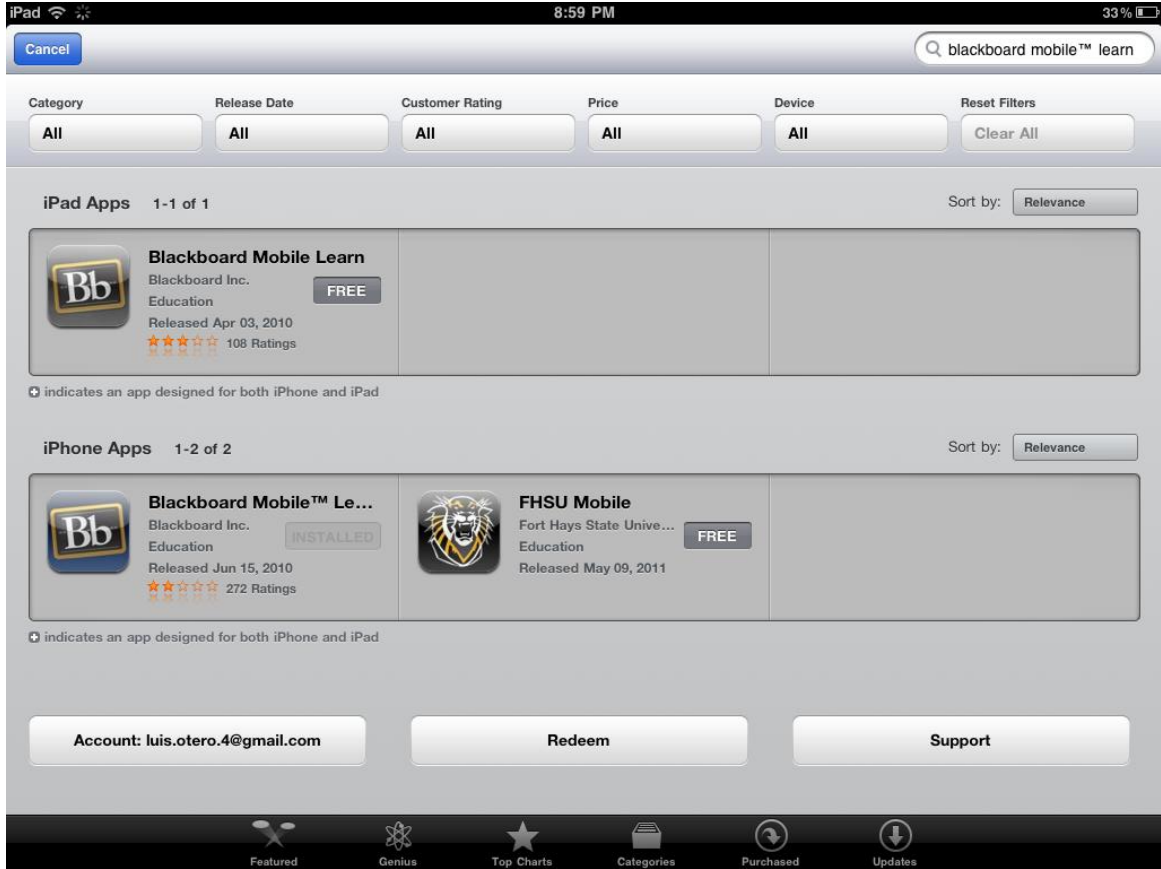 iPad 8:59 PM 33%
Cancel blackboard mobile™ learn
Category Release Date Customer Rating Price Device Reset Filters
All All All All All Clear All
iPad Apps 1-1 of 1 Sort by: Relevance
Bb
Blackboard Mobile Learn
Blackboard Inc.
FREE
Education
Released Apr 03, 2010
108 Ratings
indicates an app designed for both iPhone and iPad
iPhone Apps 1-2 of 2 Sort by: Relevance
Bb
Blackboard Mobile™ Le...
Blackboard Inc.
INSTALLED
Education
Released Jun 15, 2010
272 Ratings
FHSU Mobile
Fort Hays State Unive...
FREE
Education
Released May 09, 2011
indicates an app designed for both iPhone and iPad
Account: luis.otero.4@gmail.com Redeem Support
Featured Genius Top Charts Categories Purchased Updates